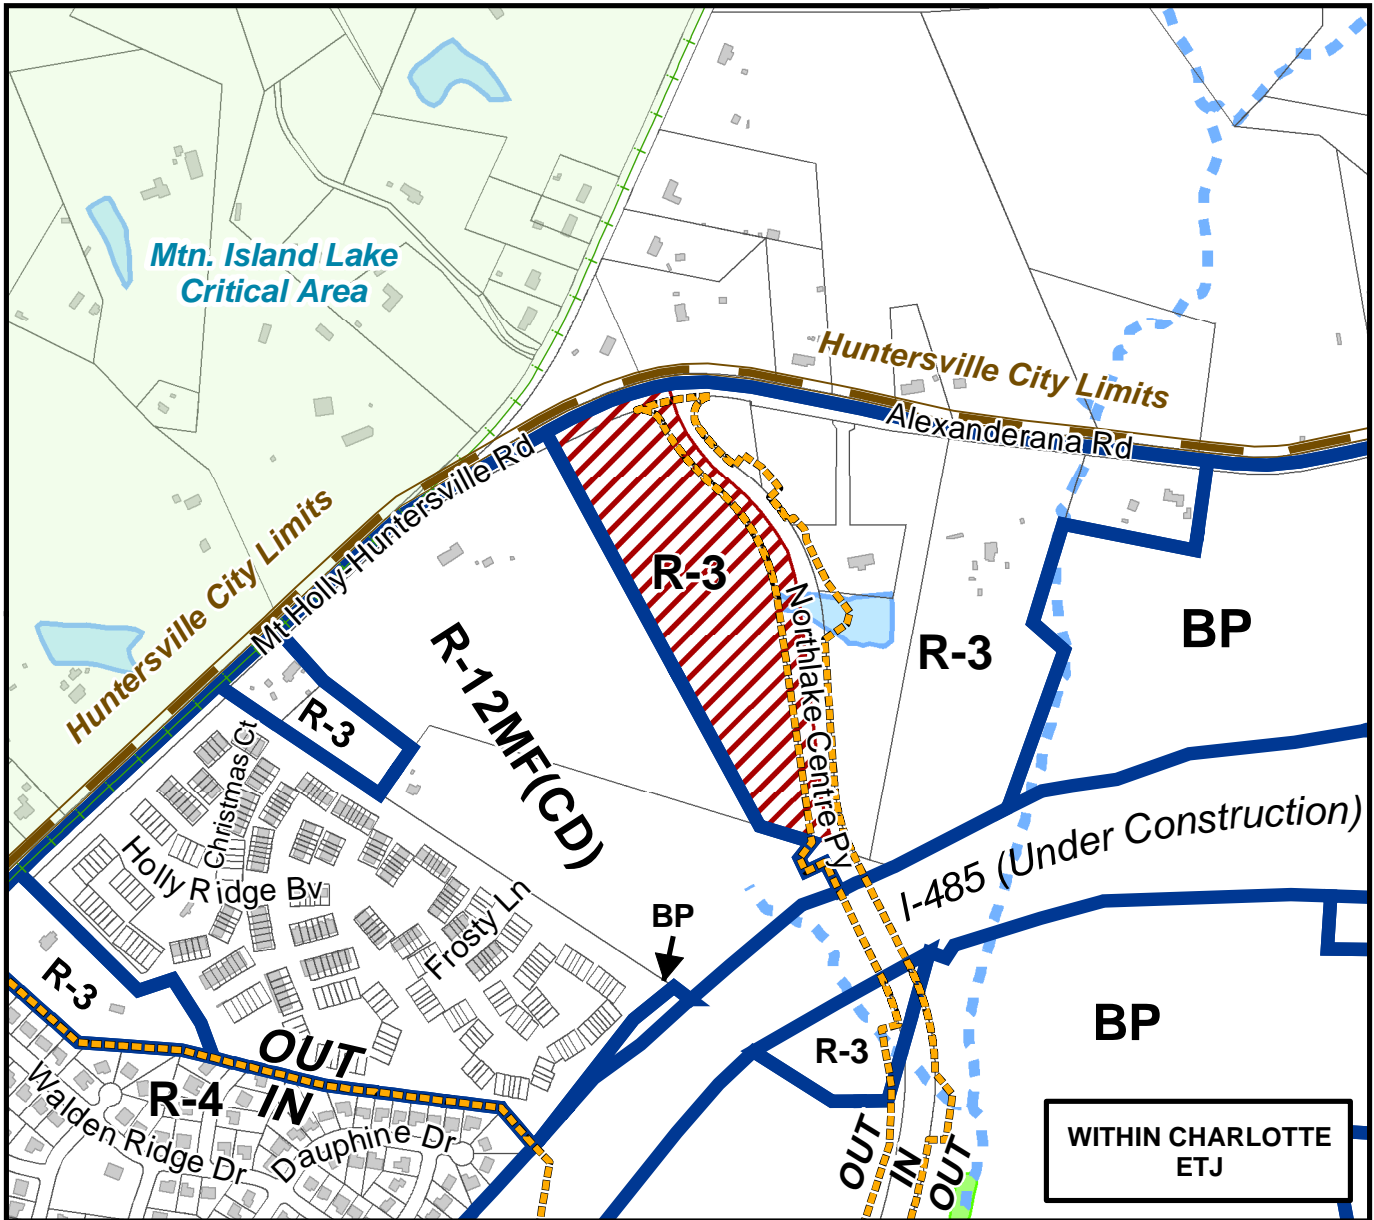 Mtn. Island Lake
Critical Area
Huntersville City Limits
Alexanderana Rd
Huntersville City Limits
Mt Holly-Huntersville Rd
R-3
Northlake Centre Py
R-3
BP
R-12MF(CD)
R-3
Christmas Ct
Holly Ridge Bv
Frosty Ln
I-485 (Under Construction)
BP
R-3
BP
R-3
OUT
IN
R-4
Walden Ridge Dr
Dauphine Dr
OUT
IN
OUT
WITHIN CHARLOTTE
ETJ